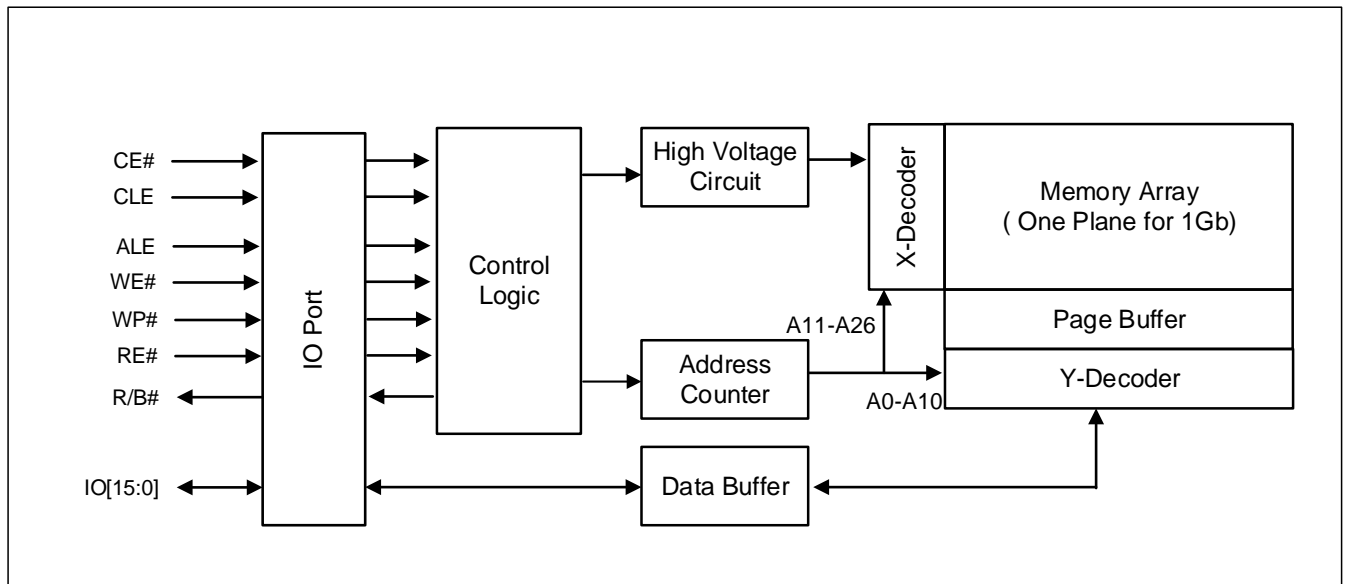 CE#
CLE
ALE
WE#
WP#
RE#
R/B#
IO[15:0]
IO Port
Control
Logic
High Voltage
Circuit
Address
Counter
Data Buffer
X-Decoder
A11-A26
A0-A10
Memory Array
( One Plane for 1Gb)
Page Buffer
Y-Decoder